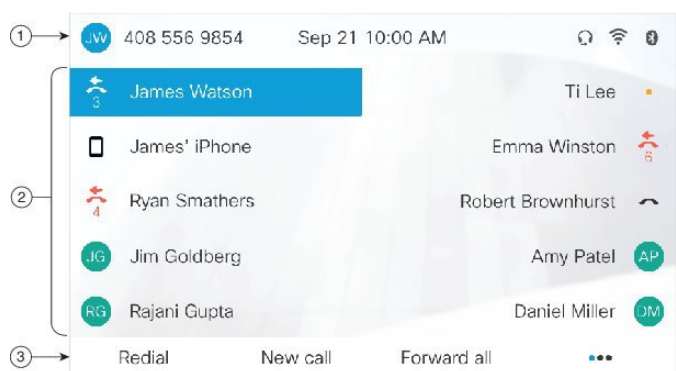 1 JW 408 556 9854 Sep 21 10:00 AM
3 James Watson Ti Lee
James’ iPhone Emma Winston 6
2
4 Ryan Smathers Robert Brownhurst
JG Jim Goldberg Amy Patel AP
RG Rajani Gupta Daniel Miller DM
3 Redial New call Forward all